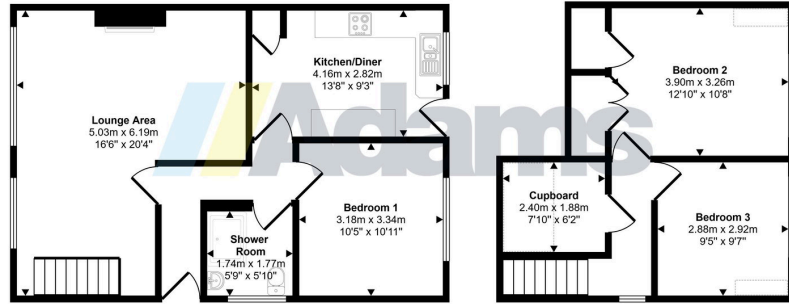 Lounge Area
5.03m x 6.19m
16'6" x 20'4"
Kitchen/Diner
4.16m x 2.82m
13'8" x 9'3"
Bedroom 1
3.18m x 3.34m
10'5" x 10'11"
Shower
Room
1.74m x 1.77m
5'9" x 5'10"
Bedroom 2
3.90m x 3.26m
12'10" x 10'8"
Cupboard
2.40m x 1.88m
7'10" x 6'2"
Bedroom 3
2.88m x 2.92m
9'5" x 9'7"
Adams